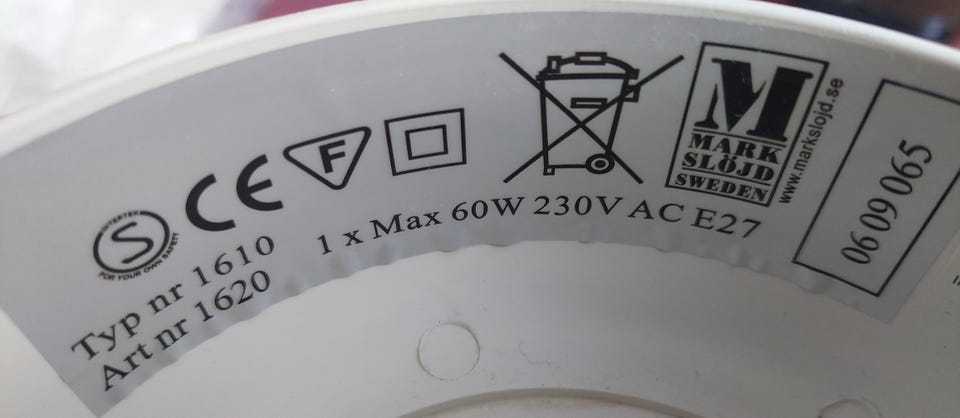 INTERTEK
S
FOR YOUR OWN SAFETY
CE
F
M
MARK
SLÖJD
SWEDEN
www.markslojd.se
06 09 065
1 x Max 60W 230V AC E27
Typ nr 1610
Art nr 1620